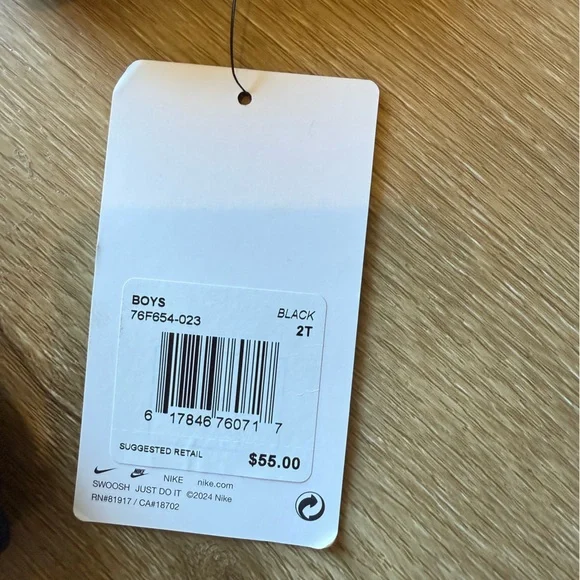 BOYS
76F654-023 BLACK
2T
6 17846 76071 7
SUGGESTED RETAIL $55.00
NIKE nike.com
SWOOSH JUST DO IT ©2024 Nike
RN#81917 / CA#18702